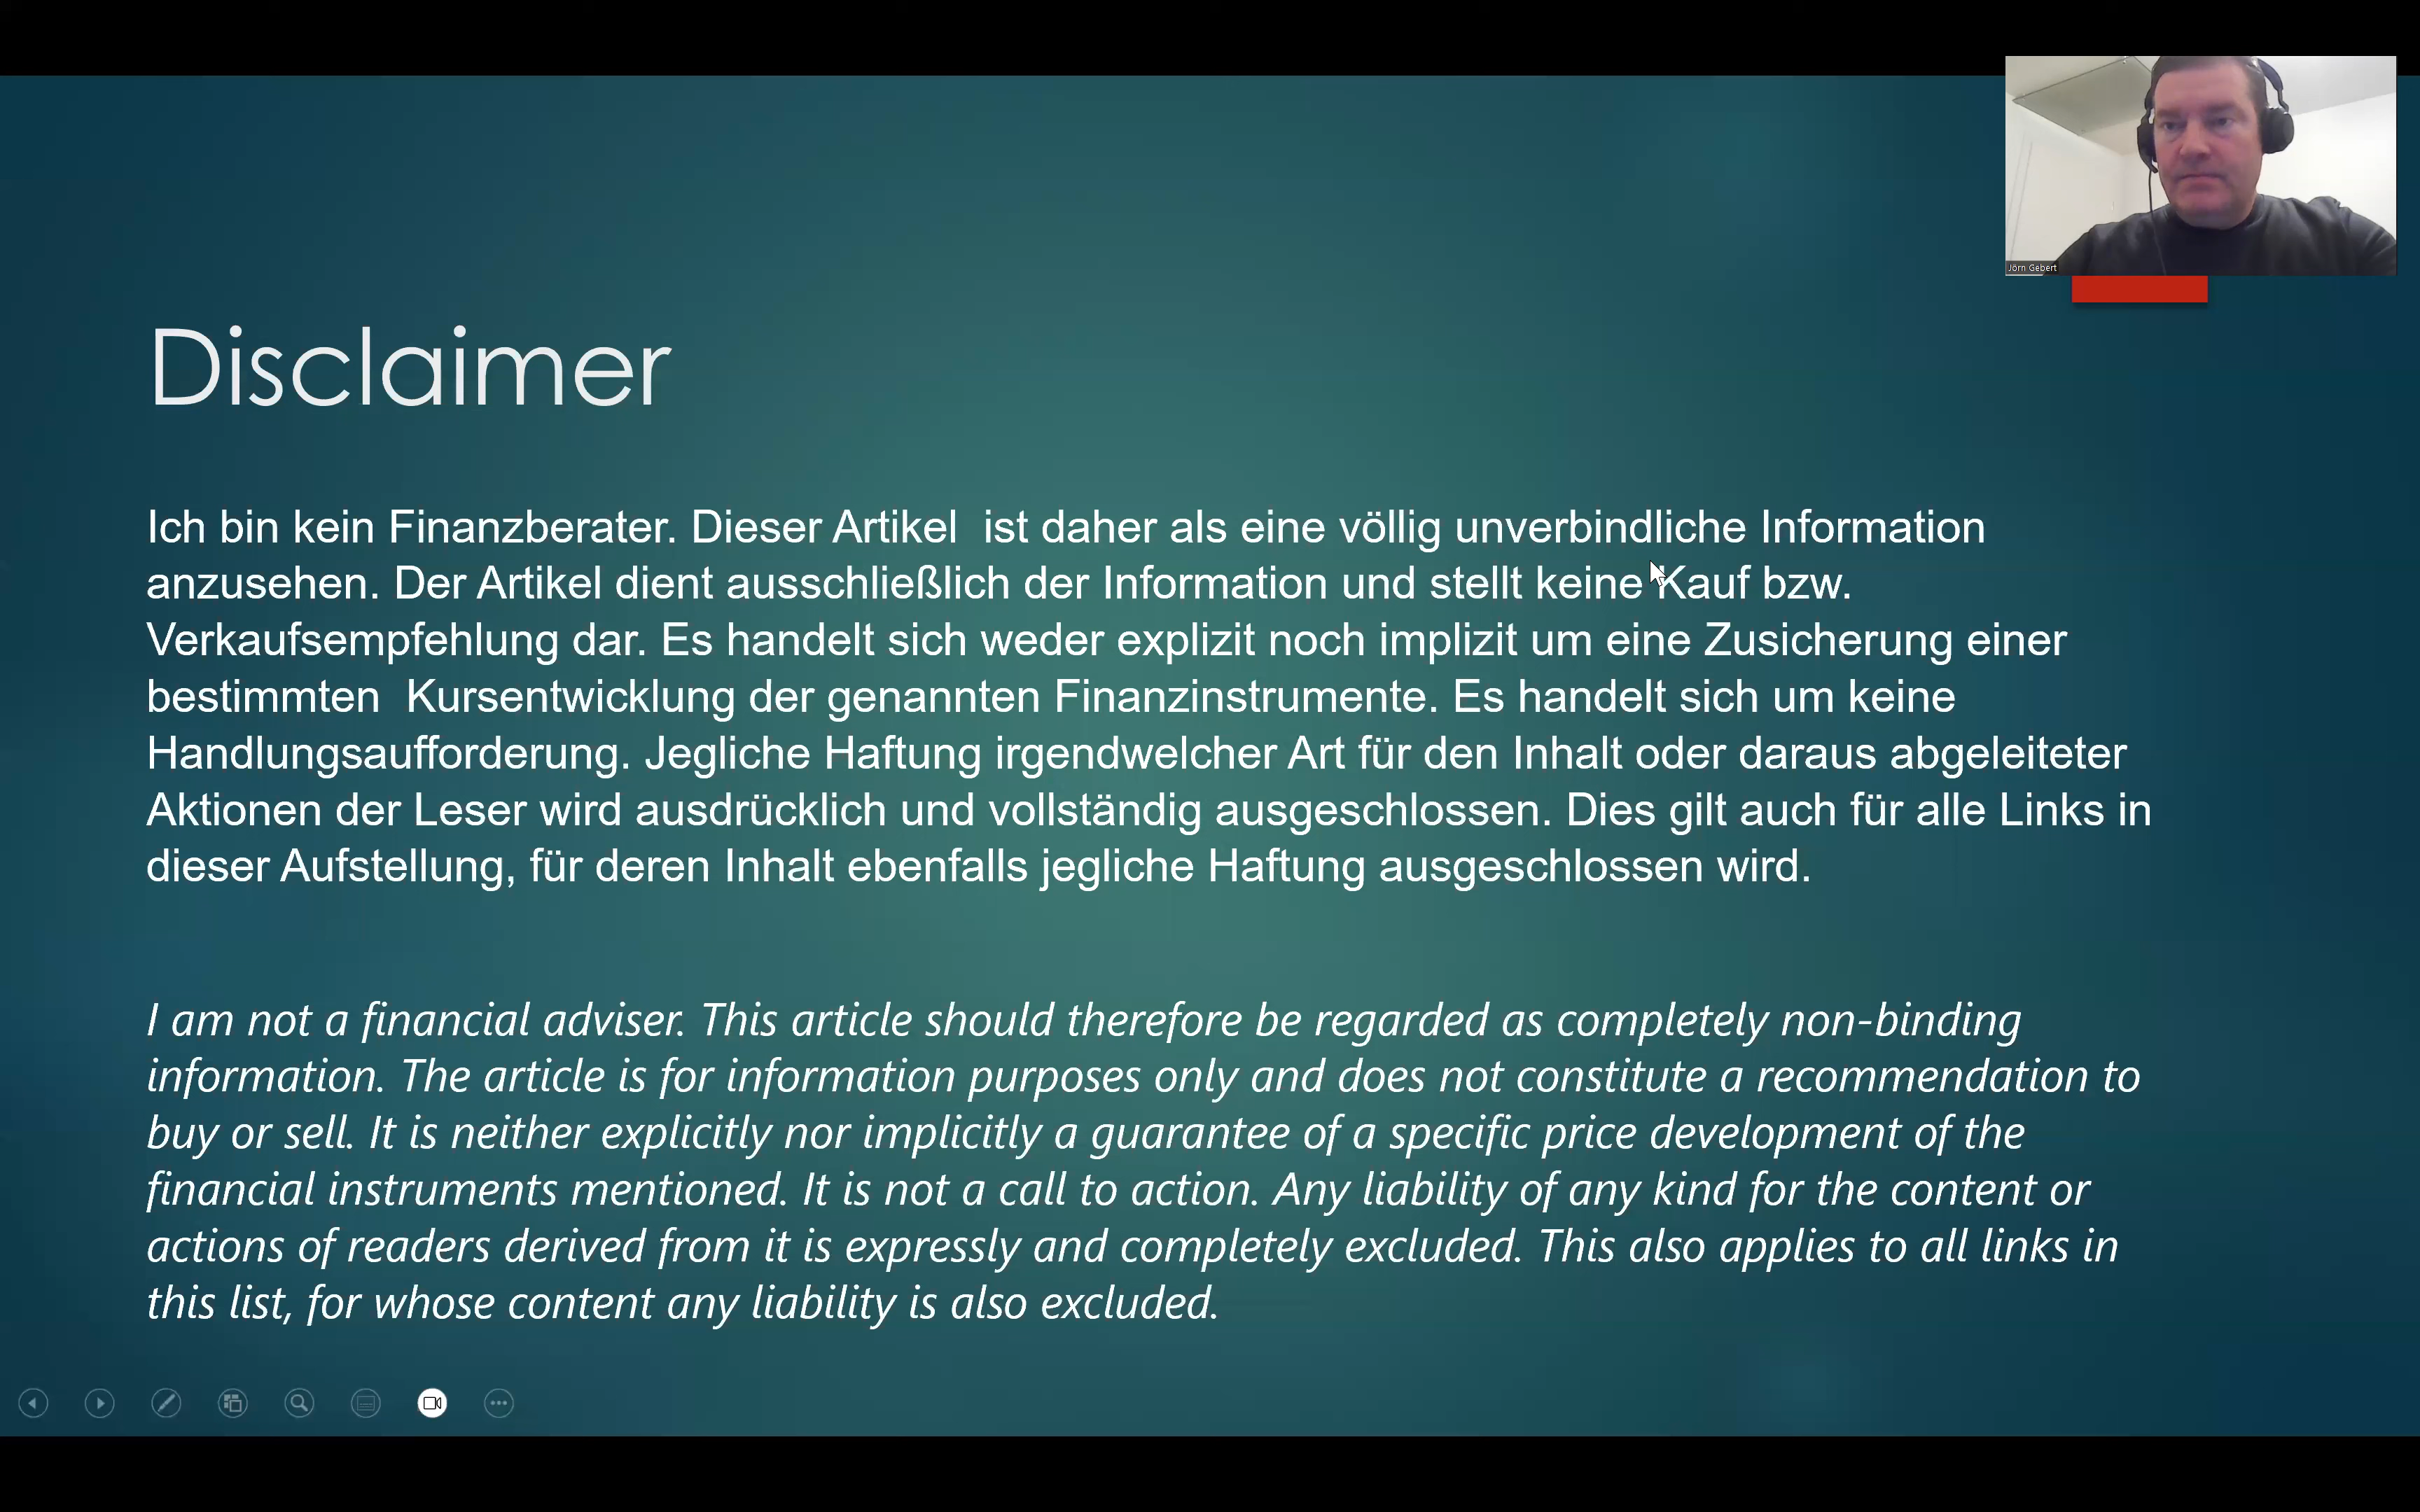 Jörn Gebert
Disclaimer
Ich bin kein Finanzberater. Dieser Artikel  ist daher als eine völlig unverbindliche Information
anzusehen. Der Artikel dient ausschließlich der Information und stellt keine Kauf bzw.
Verkaufsempfehlung dar. Es handelt sich weder explizit noch implizit um eine Zusicherung einer
bestimmten  Kursentwicklung der genannten Finanzinstrumente. Es handelt sich um keine
Handlungsaufforderung. Jegliche Haftung irgendwelcher Art für den Inhalt oder daraus abgeleiteter
Aktionen der Leser wird ausdrücklich und vollständig ausgeschlossen. Dies gilt auch für alle Links in
dieser Aufstellung, für deren Inhalt ebenfalls jegliche Haftung ausgeschlossen wird.
I am not a financial adviser. This article should therefore be regarded as completely non-binding
information. The article is for information purposes only and does not constitute a recommendation to
buy or sell. It is neither explicitly nor implicitly a guarantee of a specific price development of the
financial instruments mentioned. It is not a call to action. Any liability of any kind for the content or
actions of readers derived from it is expressly and completely excluded. This also applies to all links in
this list, for whose content any liability is also excluded.